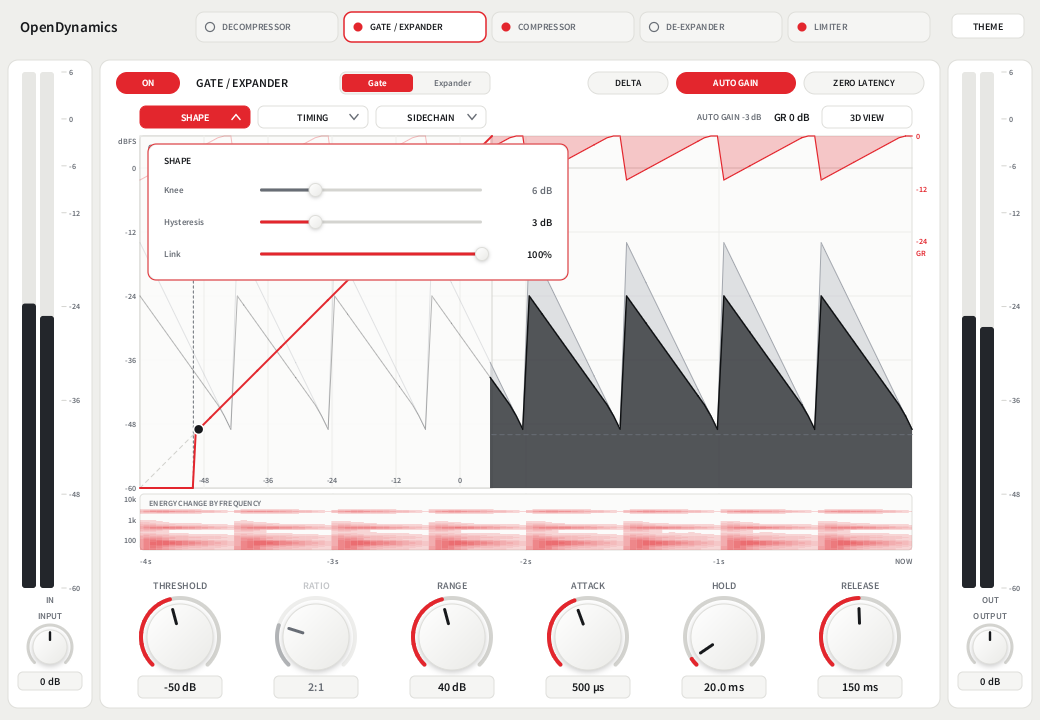 OpenDynamics
DECOMPRESSOR
GATE / EXPANDER
COMPRESSOR
DE-EXPANDER
LIMITER
THEME
ON
GATE / EXPANDER
Gate
Expander
DELTA
AUTO GAIN
ZERO LATENCY
SHAPE
TIMING
SIDECHAIN
AUTO GAIN -3 dB
GR 0 dB
3D VIEW
SHAPE
Knee
6 dB
Hysteresis
3 dB
Link
100%
dBFS
0
-12
-24
-36
-48
-60
-48
-36
-24
-12
0
0
-12
-24
GR
10k
1k
100
ENERGY CHANGE BY FREQUENCY
-4s
-3s
-2s
-1s
NOW
6
0
-6
-12
-24
-36
-48
-60
IN
INPUT
0 dB
THRESHOLD
-50 dB
RATIO
2:1
RANGE
40 dB
ATTACK
500 µs
HOLD
20.0 ms
RELEASE
150 ms
6
0
-6
-12
-24
-36
-48
-60
OUT
OUTPUT
0 dB